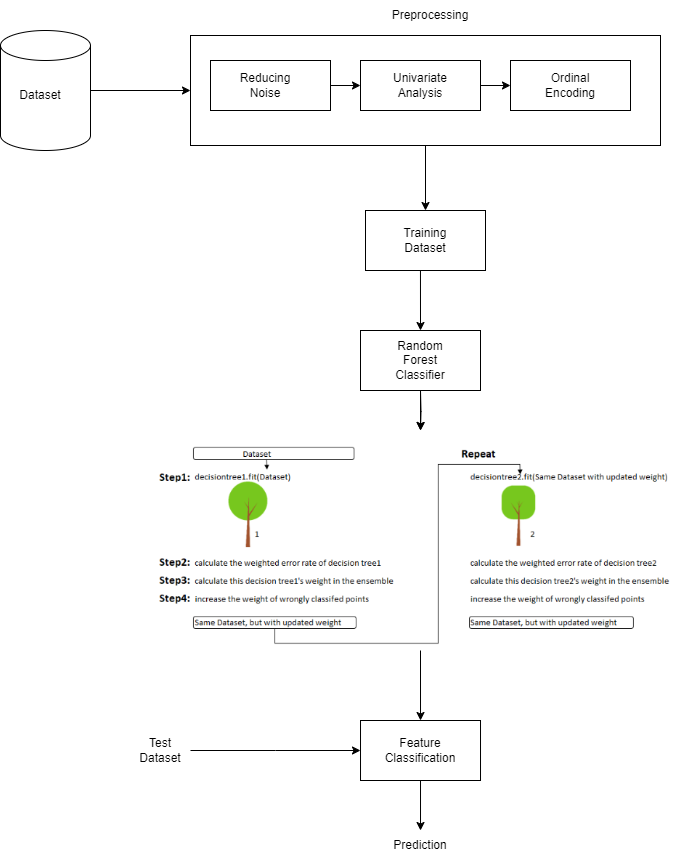 Preprocessing
Dataset
Reducing
Noise
Univariate
Analysis
Ordinal
Encoding
Training
Dataset
Random
Forest
Classifier
Dataset
Step1: decisiontree1.fit(Dataset)
1
Step2: calculate the weighted error rate of decision tree1
Step3: calculate this decision tree1's weight in the ensemble
Step4: increase the weight of wrongly classifed points
Same Dataset, but with updated weight
Repeat
decisiontree2.fit(Same Dataset with updated weight)
2
calculate the weighted error rate of decision tree2
calculate this decision tree2's weight in the ensemble
increase the weight of wrongly classifed points
Same Dataset, but with updated weight
Test
Dataset
Feature
Classification
Prediction